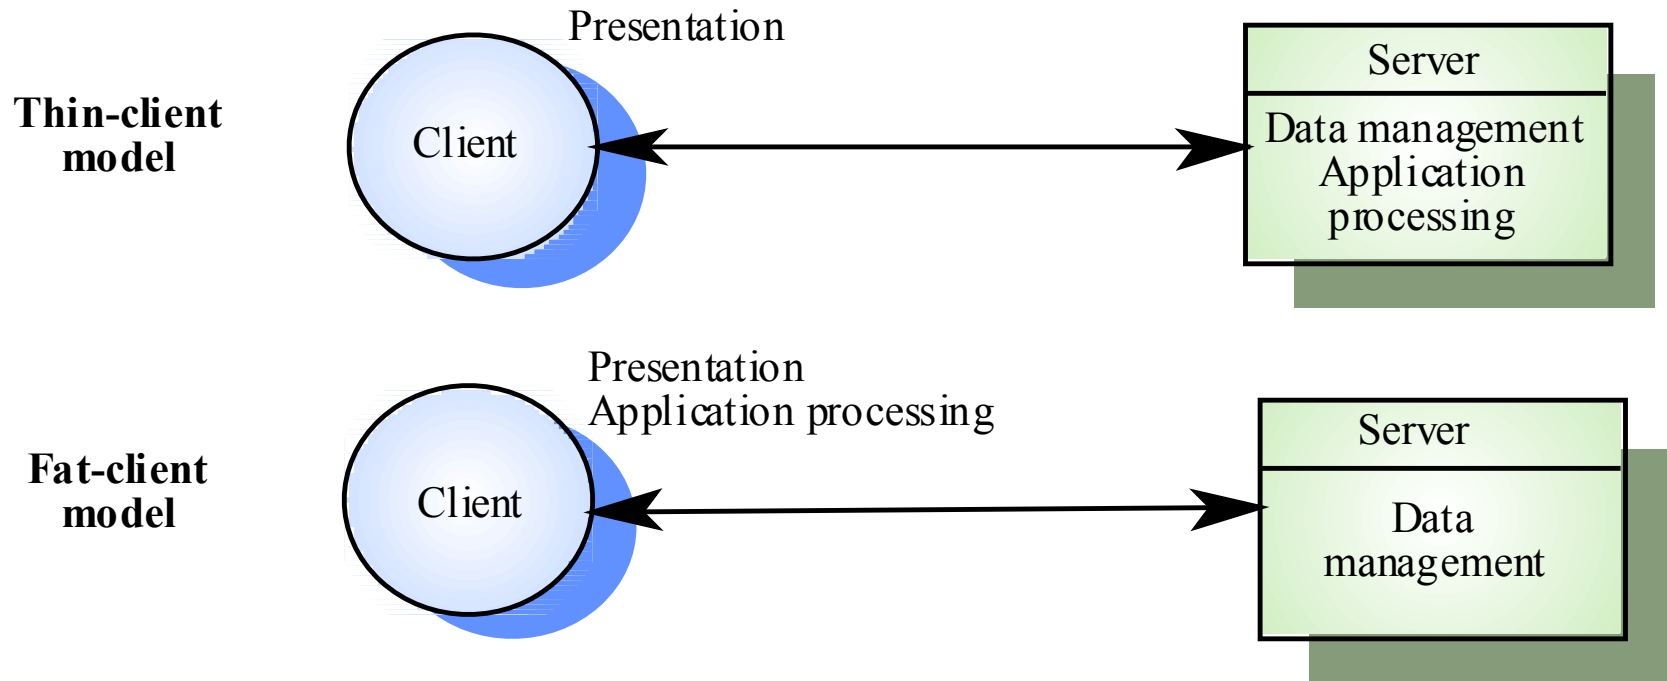 Presentation
Thin-client
model
Client
Server
Data management
Application
processing
Presentation
Application processing
Fat-client
model
Client
Server
Data
management